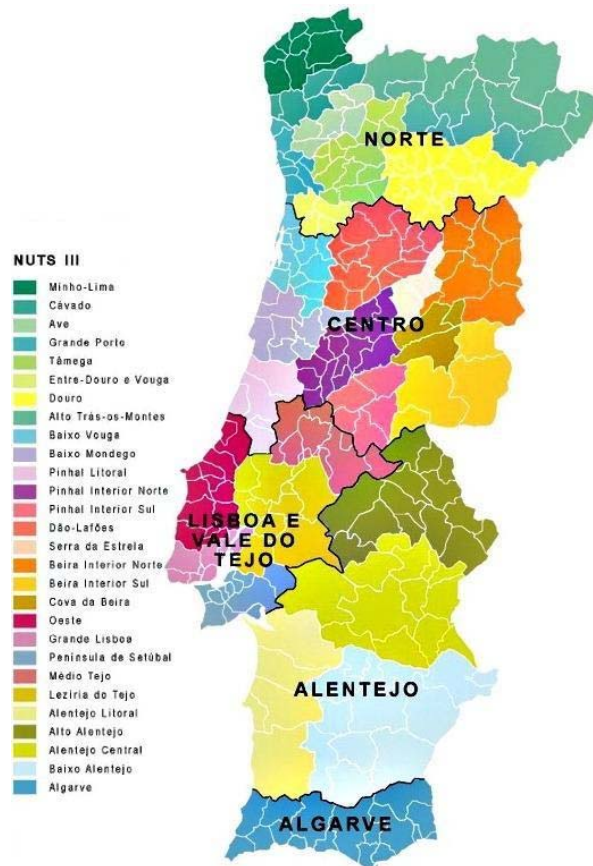 NORTE
CENTRO
LISBOA E
VALE DO
TEJO
ALENTEJO
ALGARVE
NUTS III
Minho-Lima
Cávado
Ave
Grande Porto
Tâmega
Entre-Douro e Vouga
Douro
Alto Trás-os-Montes
Baixo Vouga
Baixo Mondego
Pinhal Litoral
Pinhal Interior Norte
Pinhal Interior Sul
Dão-Lafões
Serra da Estrela
Beira Interior Norte
Beira Interior Sul
Cova da Beira
Oeste
Grande Lisboa
Península de Setúbal
Médio Tejo
Lezíria do Tejo
Alentejo Litoral
Alto Alentejo
Alentejo Central
Baixo Alentejo
Algarve